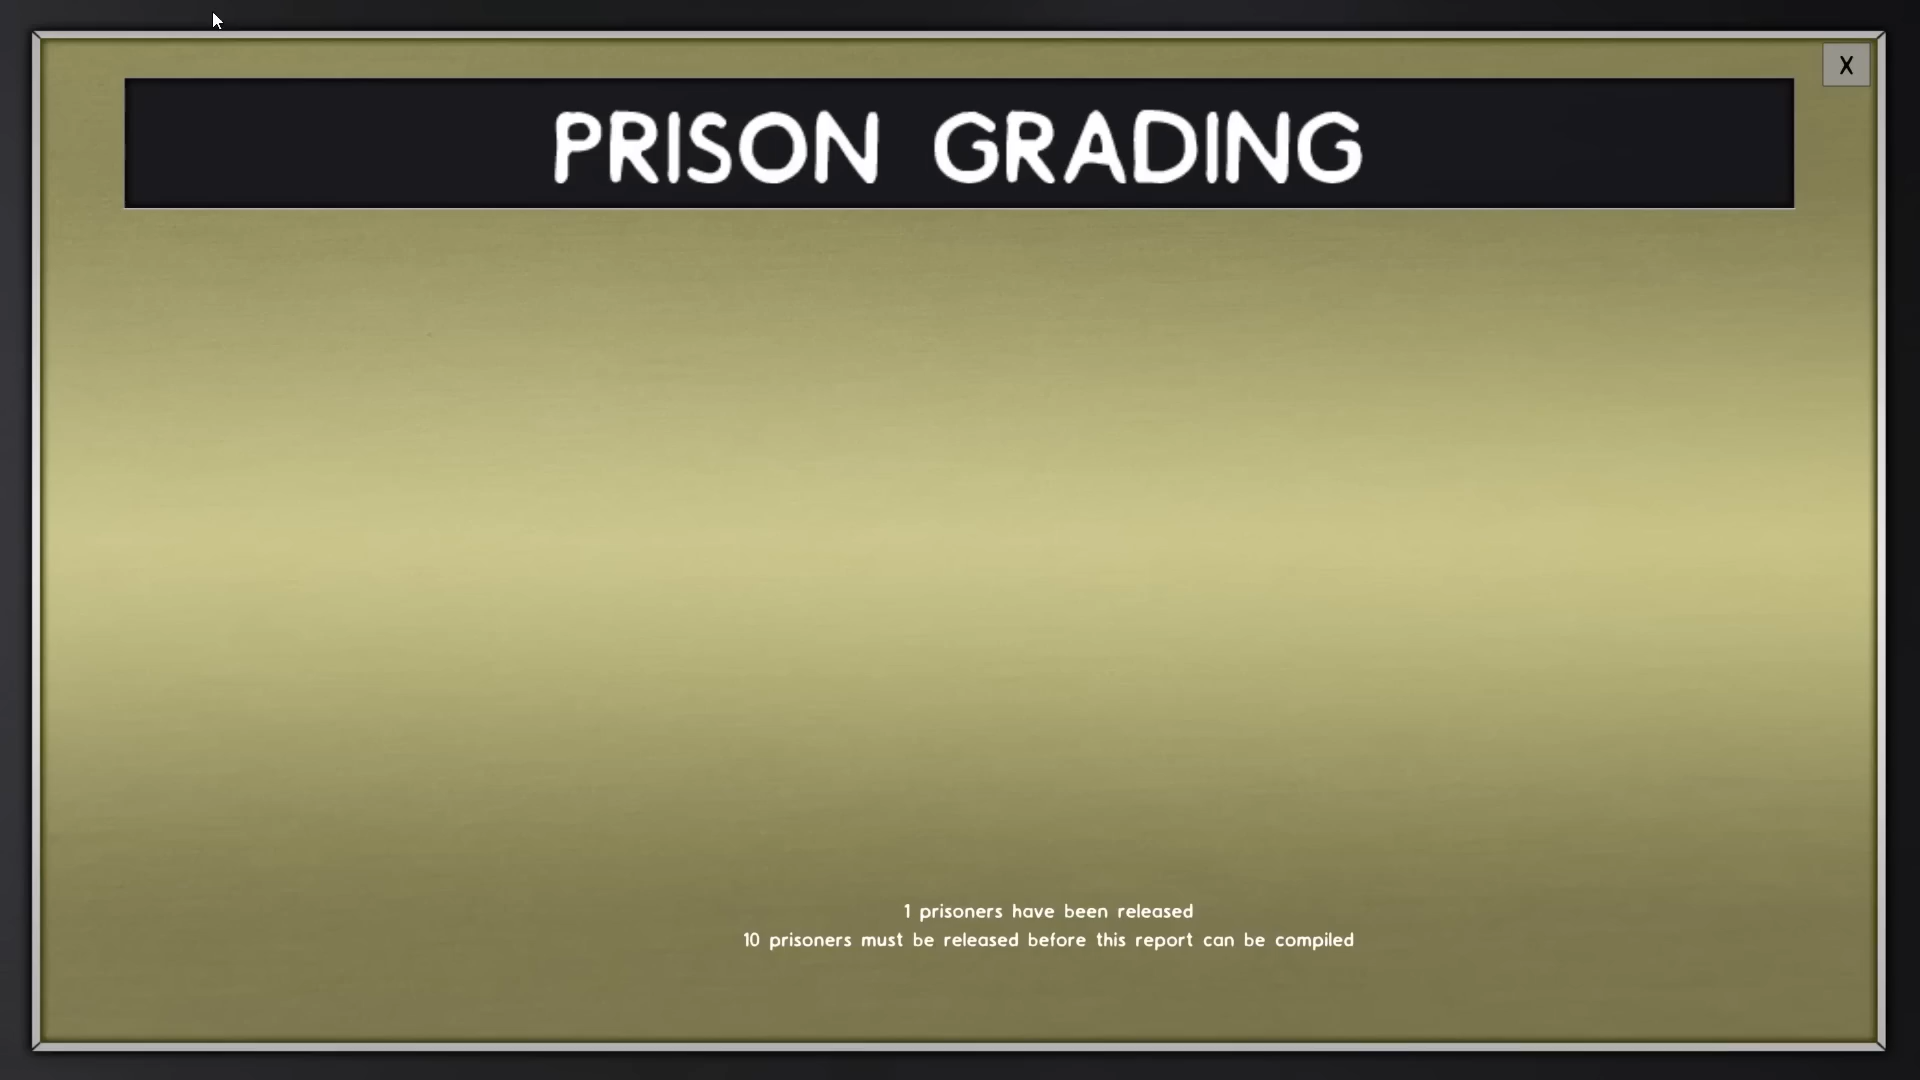 X
PRISON GRADING
1 prisoners have been released
10 prisoners must be released before this report can be compiled